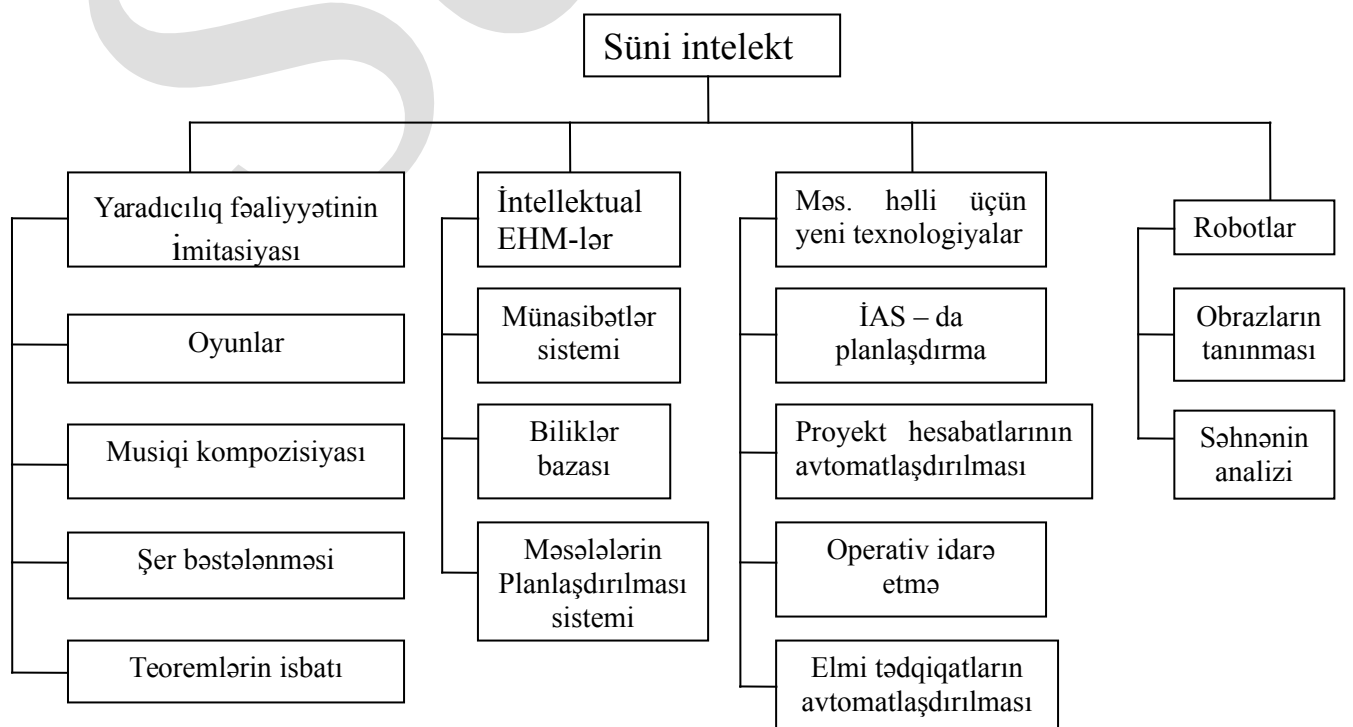 Süni intelekt
Yaradıcılıq fəaliyyətinin
imitasiyası
Oyunlar
Musiqi kompozisiyası
Şer bəstələnməsi
Teoremlərin isbatı
İntellektual
EHM-lər
Münasibətlər
sistemi
Biliklər
bazası
Məsələlərin
Planlaşdırılması
sistemi
Məs. həlli üçün
yeni texnologiyalar
İAS – da
planlaşdırma
Proyekt hesabatlarının
avtomatlaşdırılması
Operativ idarə
etmə
Elmi tədqiqatların
avtomatlaşdırılması
Robotlar
Obrazların
tanınması
Səhnənin
analizi